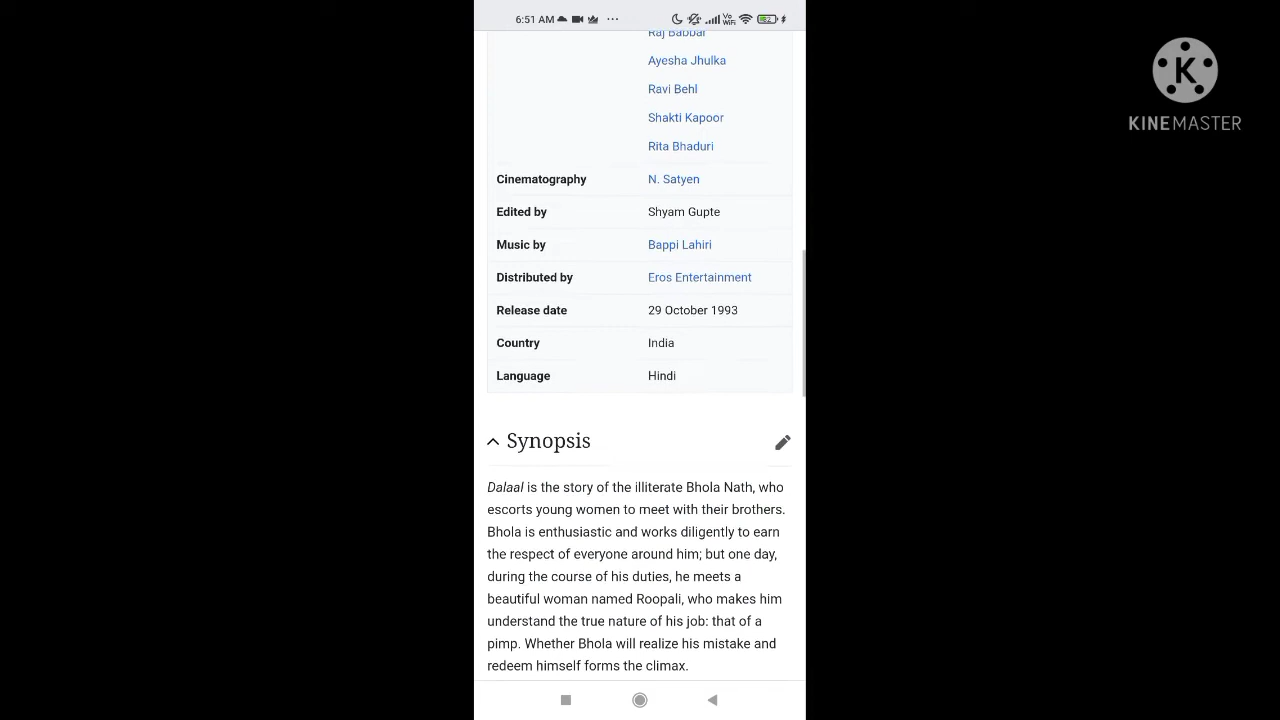 6:51 AM
Vo WiFi
Raj Babbar
Ayesha Jhulka
Ravi Behl
Shakti Kapoor
Rita Bhaduri
Cinematography N. Satyen
Edited by Shyam Gupte
Music by Bappi Lahiri
Distributed by Eros Entertainment
Release date 29 October 1993
Country India
Language Hindi
Synopsis
Dalaal is the story of the illiterate Bhola Nath, who
escorts young women to meet with their brothers.
Bhola is enthusiastic and works diligently to earn
the respect of everyone around him; but one day,
during the course of his duties, he meets a
beautiful woman named Roopali, who makes him
understand the true nature of his job: that of a
pimp. Whether Bhola will realize his mistake and
redeem himself forms the climax.
K
KINEMASTER